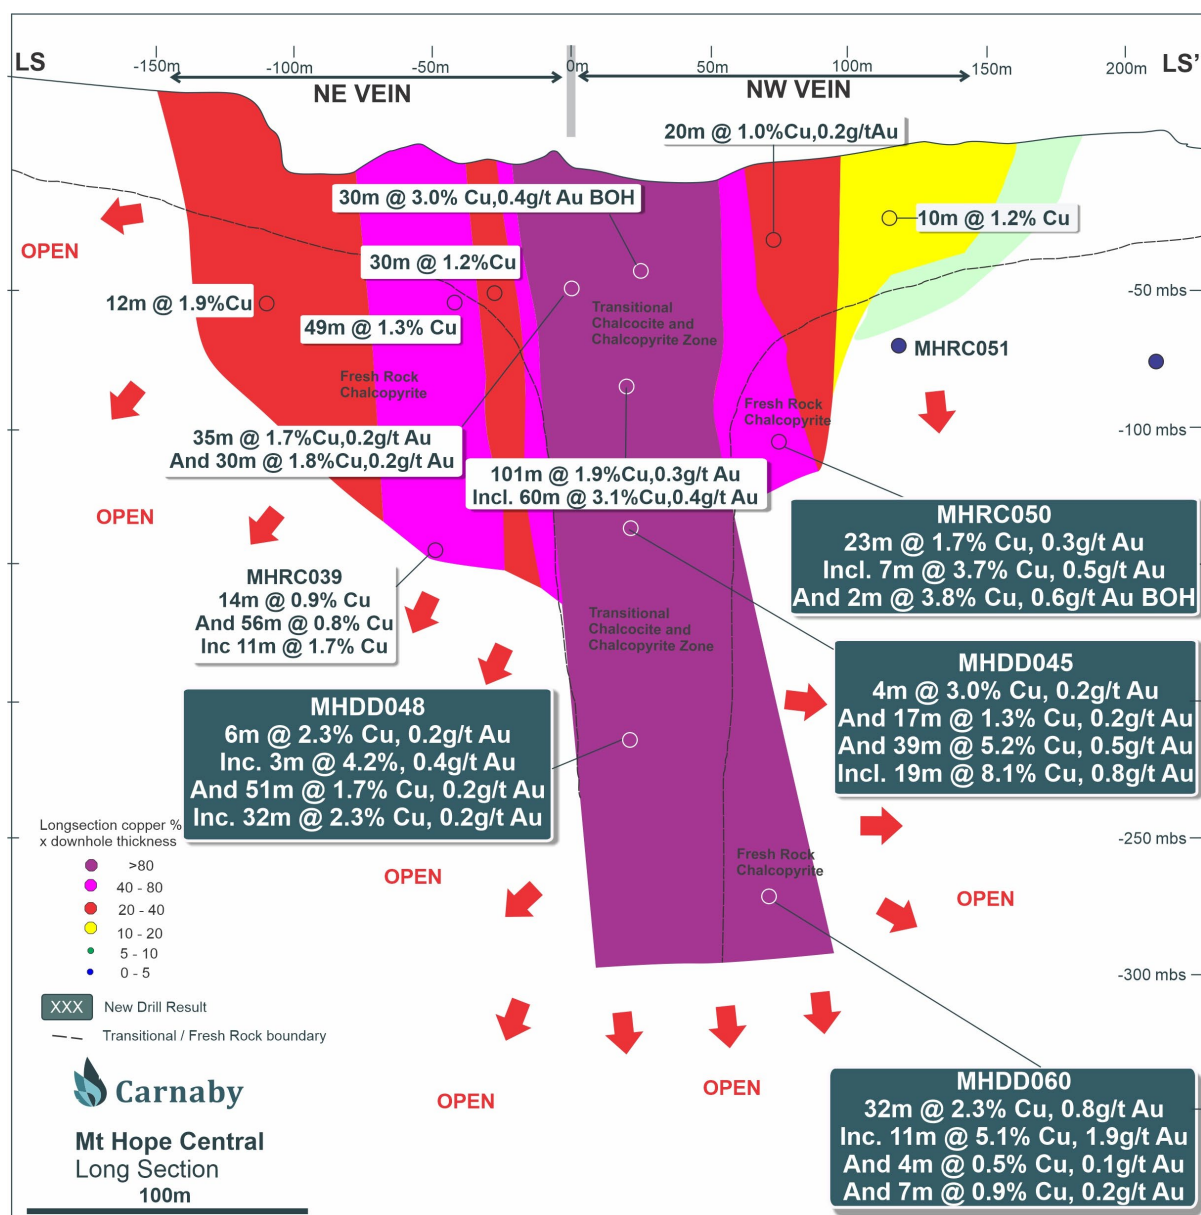 LS
-150m
-100m
-50m
0m
50m
100m
150m
200m
LS'
NE VEIN
NW VEIN
20m @ 1.0%Cu,0.2g/tAu
30m @ 3.0% Cu,0.4g/t Au BOH
10m @ 1.2% Cu
OPEN
30m @ 1.2%Cu
12m @ 1.9%Cu
49m @ 1.3% Cu
Transitional
Chalcocite and
Chalcopyrite Zone
-50 mbs
MHRC051
Fresh Rock
Chalcopyrite
Fresh Rock
Chalcopyrite
-100 mbs
35m @ 1.7%Cu,0.2g/t Au
And 30m @ 1.8%Cu,0.2g/t Au
101m @ 1.9%Cu,0.3g/t Au
Incl. 60m @ 3.1%Cu,0.4g/t Au
OPEN
MHRC050
23m @ 1.7% Cu, 0.3g/t Au
Incl. 7m @ 3.7% Cu, 0.5g/t Au
And 2m @ 3.8% Cu, 0.6g/t Au BOH
MHRC039
14m @ 0.9% Cu
And 56m @ 0.8% Cu
Inc 11m @ 1.7% Cu
Transitional
Chalcocite and
Chalcopyrite Zone
MHDD045
4m @ 3.0% Cu, 0.2g/t Au
And 17m @ 1.3% Cu, 0.2g/t Au
And 39m @ 5.2% Cu, 0.5g/t Au
Incl. 19m @ 8.1% Cu, 0.8g/t Au
MHDD048
6m @ 2.3% Cu, 0.2g/t Au
Inc. 3m @ 4.2%, 0.4g/t Au
And 51m @ 1.7% Cu, 0.2g/t Au
Inc. 32m @ 2.3% Cu, 0.2g/t Au
-250 mbs
Longsection copper %
x downhole thickness
>80
40 - 80
20 - 40
10 - 20
5 - 10
0 - 5
Fresh Rock
Chalcopyrite
OPEN
OPEN
-300 mbs
XXX New Drill Result
Transitional / Fresh Rock boundary
Carnaby
OPEN
OPEN
MHDD060
32m @ 2.3% Cu, 0.8g/t Au
Inc. 11m @ 5.1% Cu, 1.9g/t Au
And 4m @ 0.5% Cu, 0.1g/t Au
And 7m @ 0.9% Cu, 0.2g/t Au
Mt Hope Central
Long Section
100m